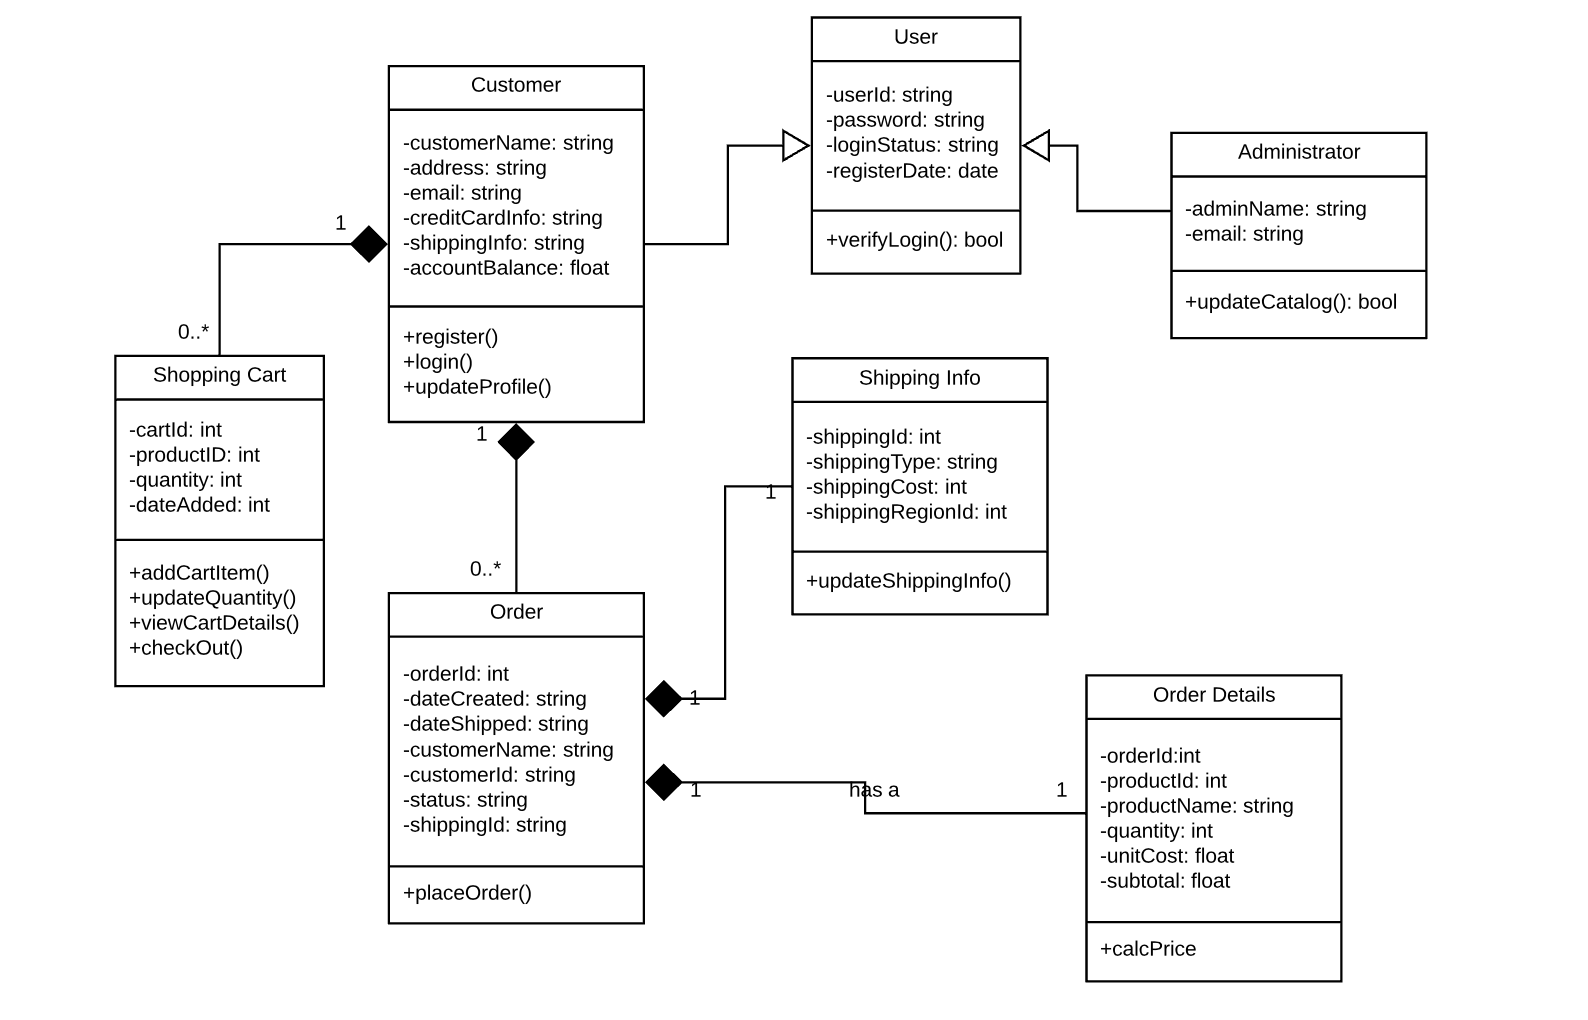 User
-userId: string
-password: string
-loginStatus: string
-registerDate: date
+verifyLogin(): bool
Customer
-customerName: string
-address: string
-email: string
-creditCardInfo: string
-shippingInfo: string
-accountBalance: float
+register()
+login()
+updateProfile()
Administrator
-adminName: string
-email: string
+updateCatalog(): bool
1
0..*
Shopping Cart
-cartId: int
-productID: int
-quantity: int
-dateAdded: int
+addCartItem()
+updateQuantity()
+viewCartDetails()
+checkOut()
1
0..*
Shipping Info
-shippingId: int
-shippingType: string
-shippingCost: int
-shippingRegionId: int
+updateShippingInfo()
1
Order
-orderId: int
-dateCreated: string
-dateShipped: string
-customerName: string
-customerId: string
-status: string
-shippingId: string
+placeOrder()
1
1
has a
1
Order Details
-orderId:int
-productId: int
-productName: string
-quantity: int
-unitCost: float
-subtotal: float
+calcPrice